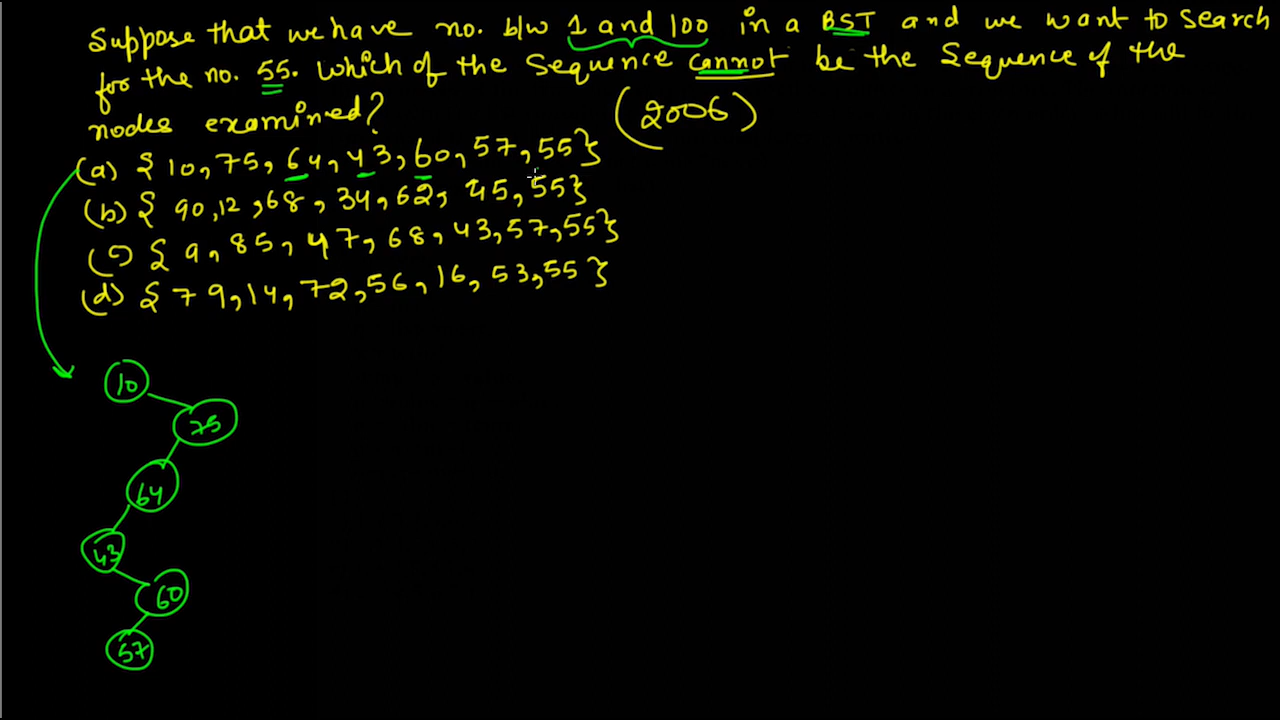 Suppose that we have no. b/w 1 and 100 in a BST and we want to search
for the no. 55. Which of the Sequence cannot be the Sequence of the
nodes examined?
(2006)
(a) { 10, 75, 64, 43, 60, 57, 55}
(b) { 90, 12, 68, 34, 62, 45, 55}
(c) { 9, 85, 47, 68, 43, 57, 55}
(d) { 79, 14, 72, 56, 16, 53, 55}
10
75
64
43
60
57